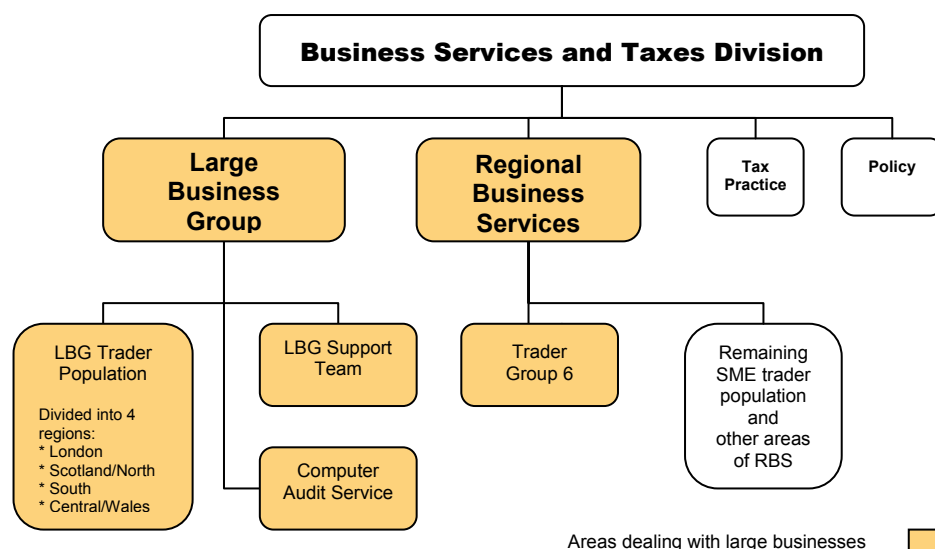 Business Services and Taxes Division
Large
Business
Group
Regional
Business
Services
Tax
Practice
Policy
LBG Trader
Population
Divided into 4
regions:
* London
* Scotland/North
* South
* Central/Wales
LBG Support
Team
Computer
Audit Service
Trader
Group 6
Remaining
SME trader
population
and
other areas
of RBS
Areas dealing with large businesses